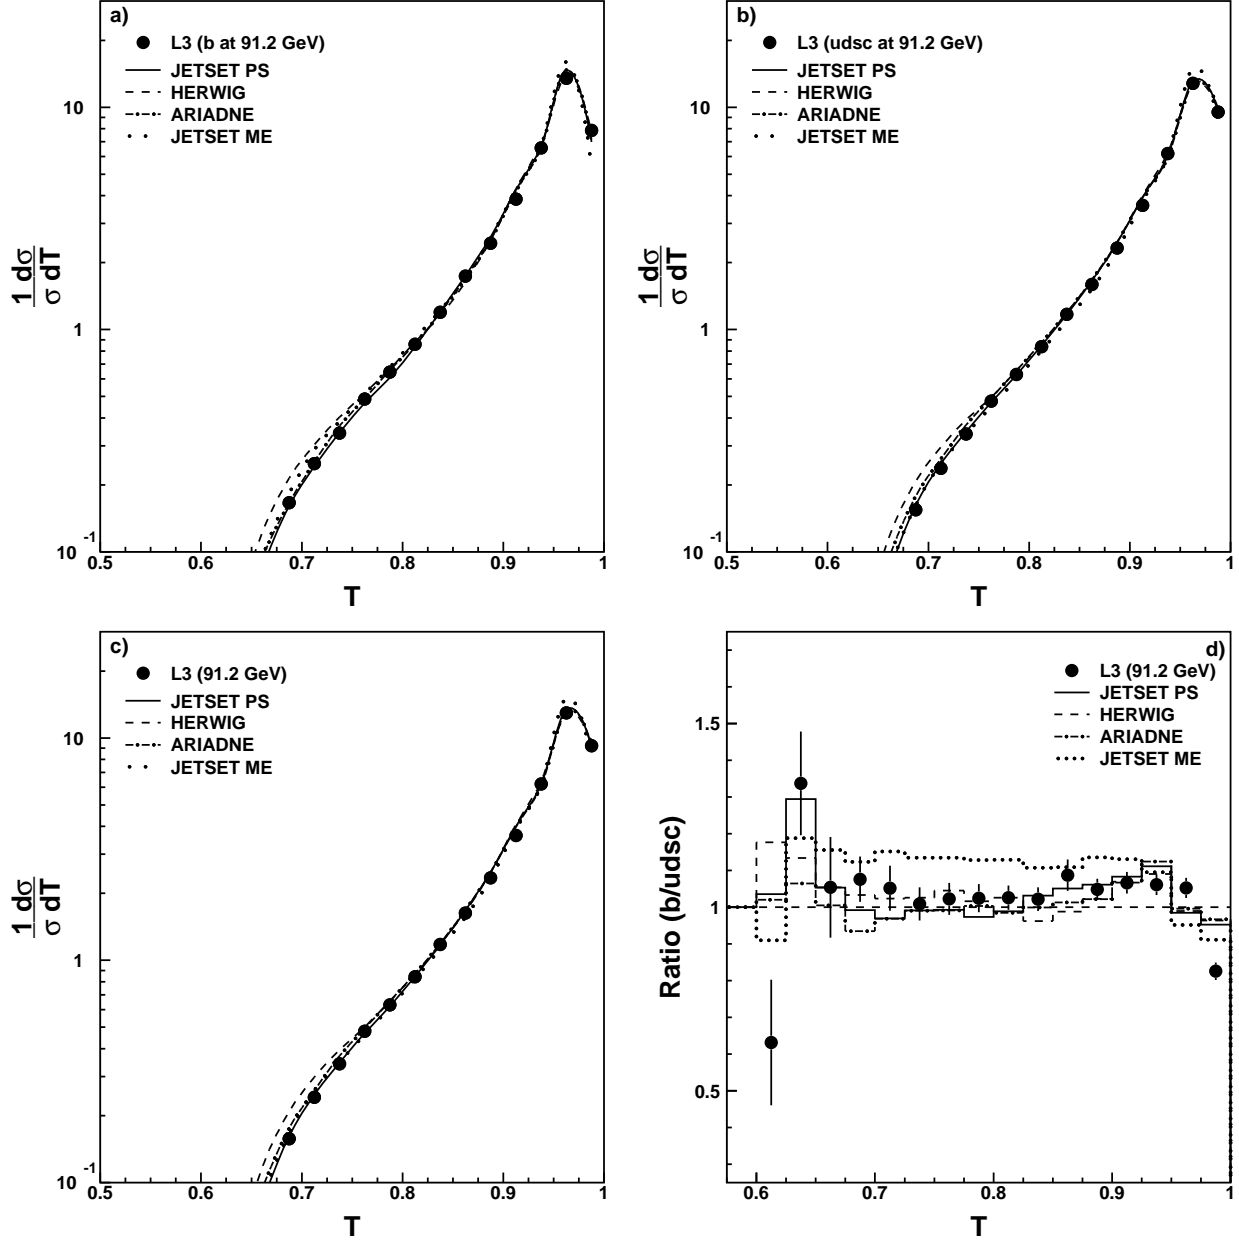 a)
L3 (b at 91.2 GeV)
JETSET PS
HERWIG
ARIADNE
JETSET ME
10
1
10 -1
0.5 0.6 0.7 0.8 0.9 1
T
1 dσ
σ dT
b)
L3 (udsc at 91.2 GeV)
JETSET PS
HERWIG
ARIADNE
JETSET ME
10
1
10 -1
0.5 0.6 0.7 0.8 0.9 1
T
1 dσ
σ dT
c)
L3 (91.2 GeV)
JETSET PS
HERWIG
ARIADNE
JETSET ME
10
1
10 -1
0.5 0.6 0.7 0.8 0.9 1
T
1 dσ
σ dT
d)
L3 (91.2 GeV)
JETSET PS
HERWIG
ARIADNE
JETSET ME
1.5
1
0.5
0.6 0.7 0.8 0.9 1
T
Ratio (b/udsc)